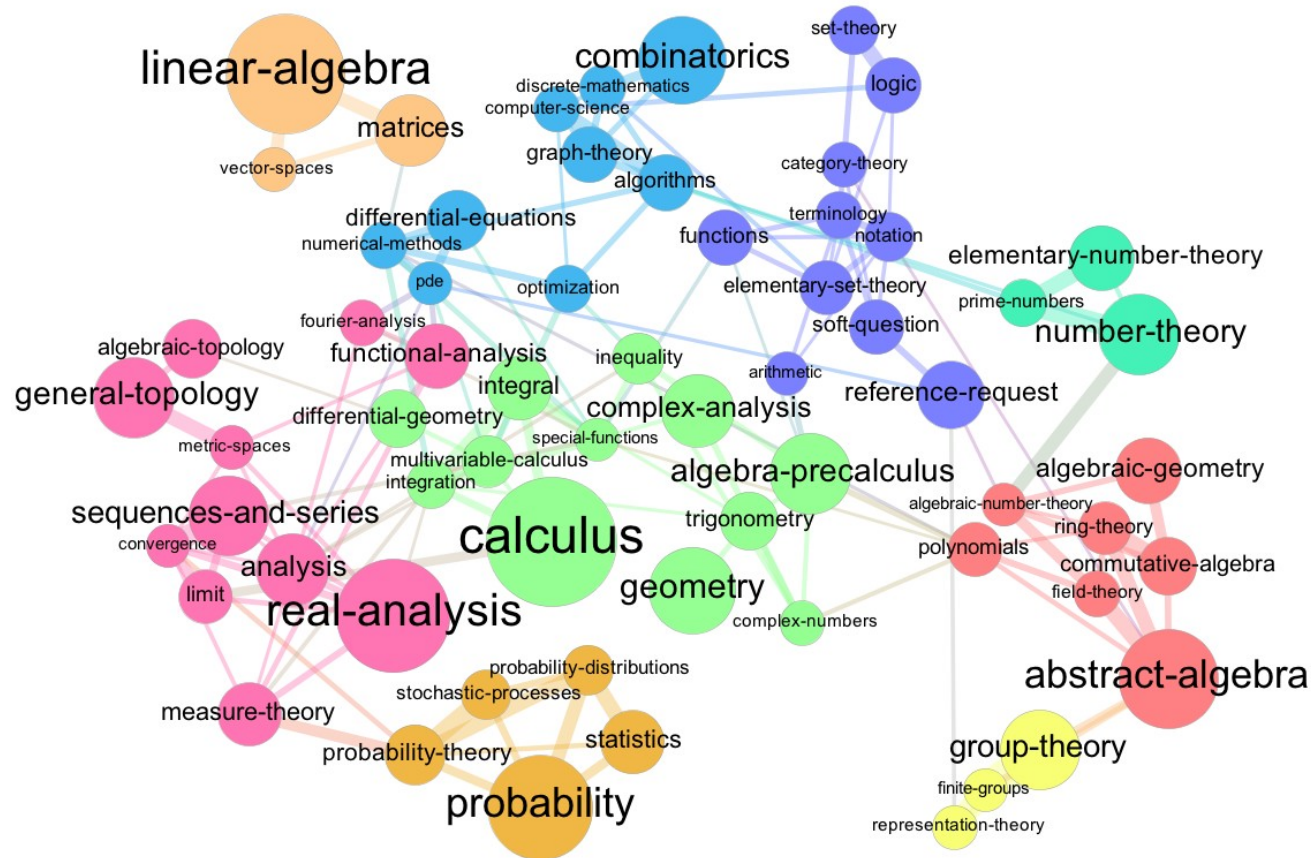 set-theory
linear-algebra
combinatorics
discrete-mathematics
logic
computer-science
matrices
graph-theory
vector-spaces
category-theory
algorithms
terminology
differential-equations
functions
notation
numerical-methods
elementary-number-theory
pde
optimization
elementary-set-theory
prime-numbers
fourier-analysis
soft-question
number-theory
algebraic-topology
functional-analysis
inequality
arithmetic
general-topology
integral
reference-request
differential-geometry
complex-analysis
metric-spaces
special-functions
multivariable-calculus
algebra-precalculus
algebraic-geometry
integration
algebraic-number-theory
sequences-and-series
trigonometry
ring-theory
convergence
calculus
polynomials
analysis
commutative-algebra
limit
geometry
field-theory
real-analysis
complex-numbers
probability-distributions
abstract-algebra
stochastic-processes
measure-theory
probability-theory
statistics
group-theory
finite-groups
probability
representation-theory